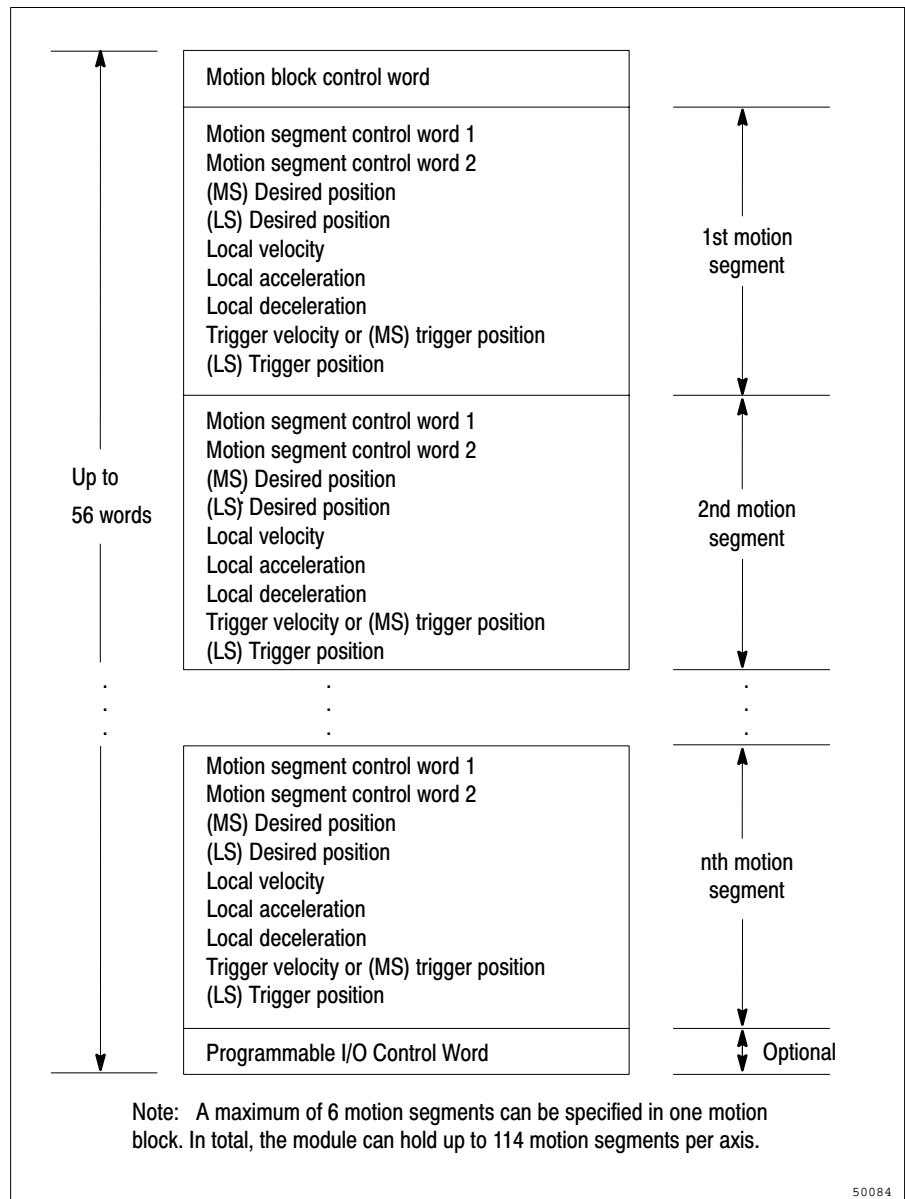 Motion block control word
Motion segment control word 1
Motion segment control word 2
(MS) Desired position
(LS) Desired position
Local velocity
Local acceleration
Local deceleration
Trigger velocity or (MS) trigger position
(LS) Trigger position
1st motion
segment
Motion segment control word 1
Motion segment control word 2
(MS) Desired position
(LS) Desired position
Local velocity
Local acceleration
Local deceleration
Trigger velocity or (MS) trigger position
(LS) Trigger position
Up to
56 words
2nd motion
segment
. . .
. . .
. . .
Motion segment control word 1
Motion segment control word 2
(MS) Desired position
(LS) Desired position
Local velocity
Local acceleration
Local deceleration
Trigger velocity or (MS) trigger position
(LS) Trigger position
nth motion
segment
Programmable I/O Control Word
Optional
Note: A maximum of 6 motion segments can be specified in one motion
block. In total, the module can hold up to 114 motion segments per axis.
50084